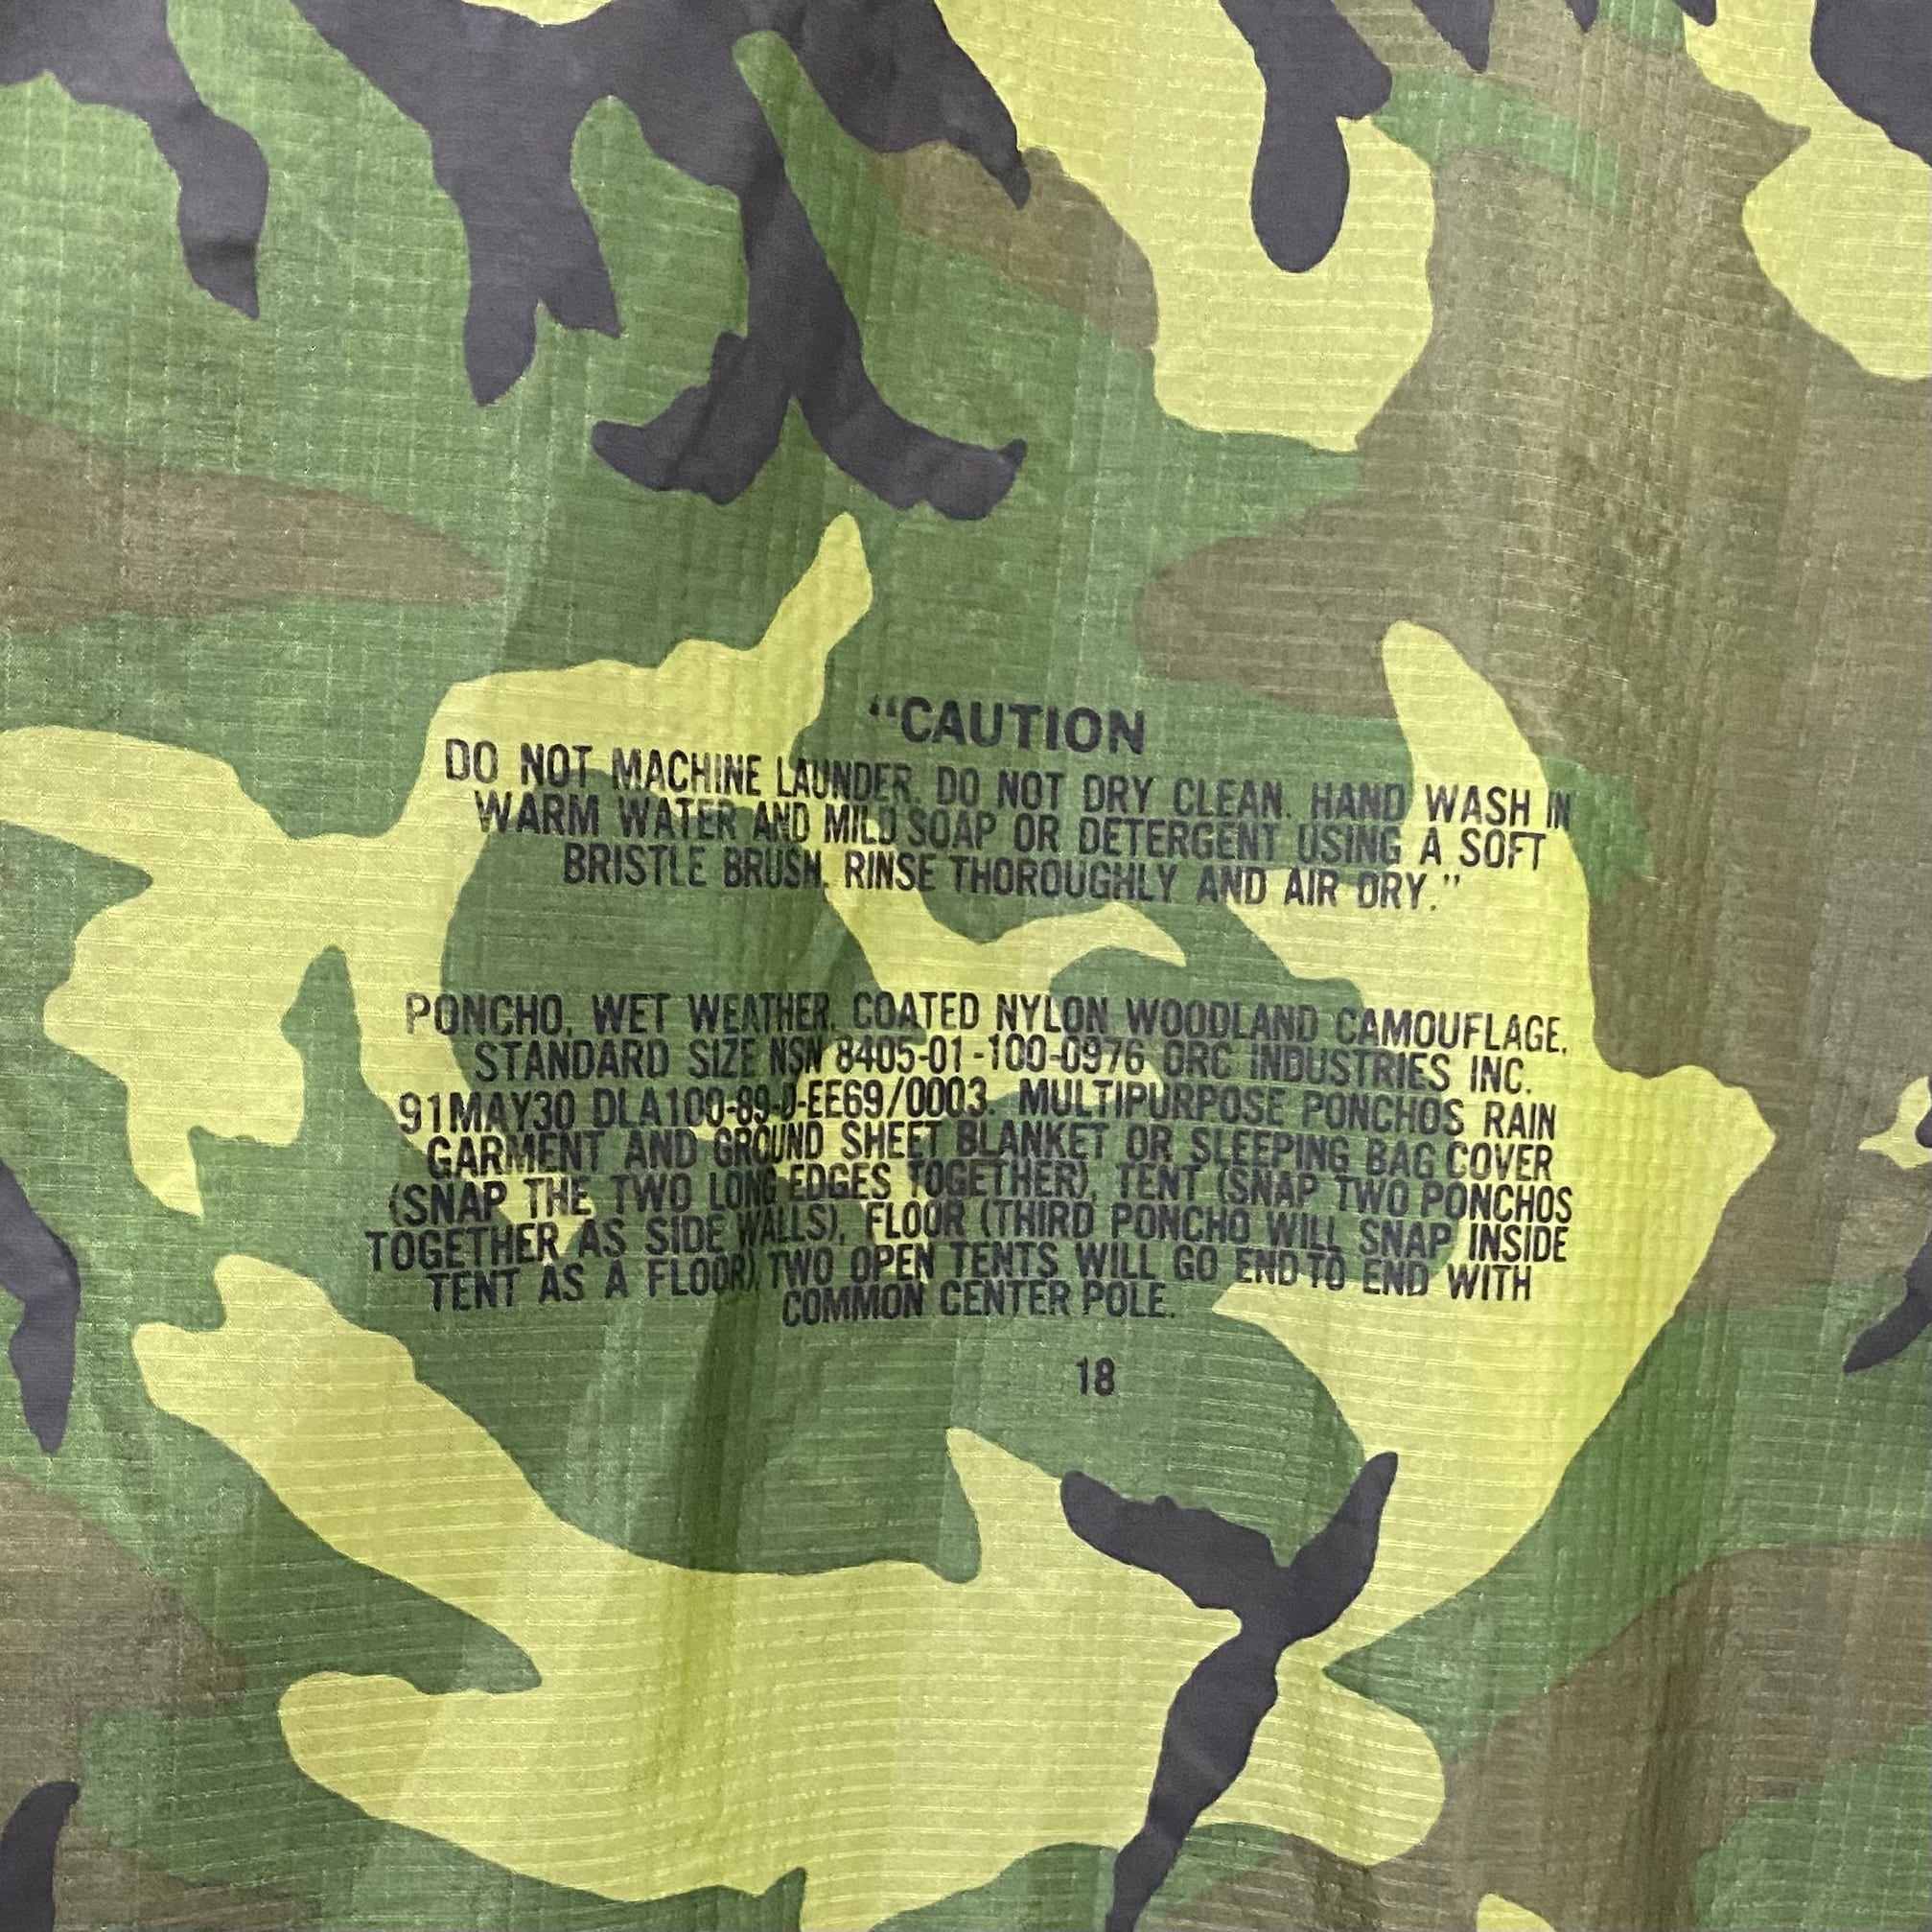 “CAUTION
DO NOT MACHINE LAUNDER. DO NOT DRY CLEAN. HAND WASH IN
WARM WATER AND MILD SOAP OR DETERGENT USING A SOFT
BRISTLE BRUSH. RINSE THOROUGHLY AND AIR DRY.”
PONCHO, WET WEATHER, COATED NYLON WOODLAND CAMOUFLAGE,
STANDARD SIZE NSN 8405-01-100-0976 ORC INDUSTRIES INC.
91MAY30 DLA100-89-D-EE69/0003. MULTIPURPOSE PONCHOS RAIN
GARMENT AND GROUND SHEET BLANKET OR SLEEPING BAG COVER
(SNAP THE TWO LONG EDGES TOGETHER), TENT (SNAP TWO PONCHOS
TOGETHER AS SIDE WALLS), FLOOR (THIRD PONCHO WILL SNAP INSIDE
TENT AS A FLOOR), TWO OPEN TENTS WILL GO END TO END WITH
COMMON CENTER POLE.
18